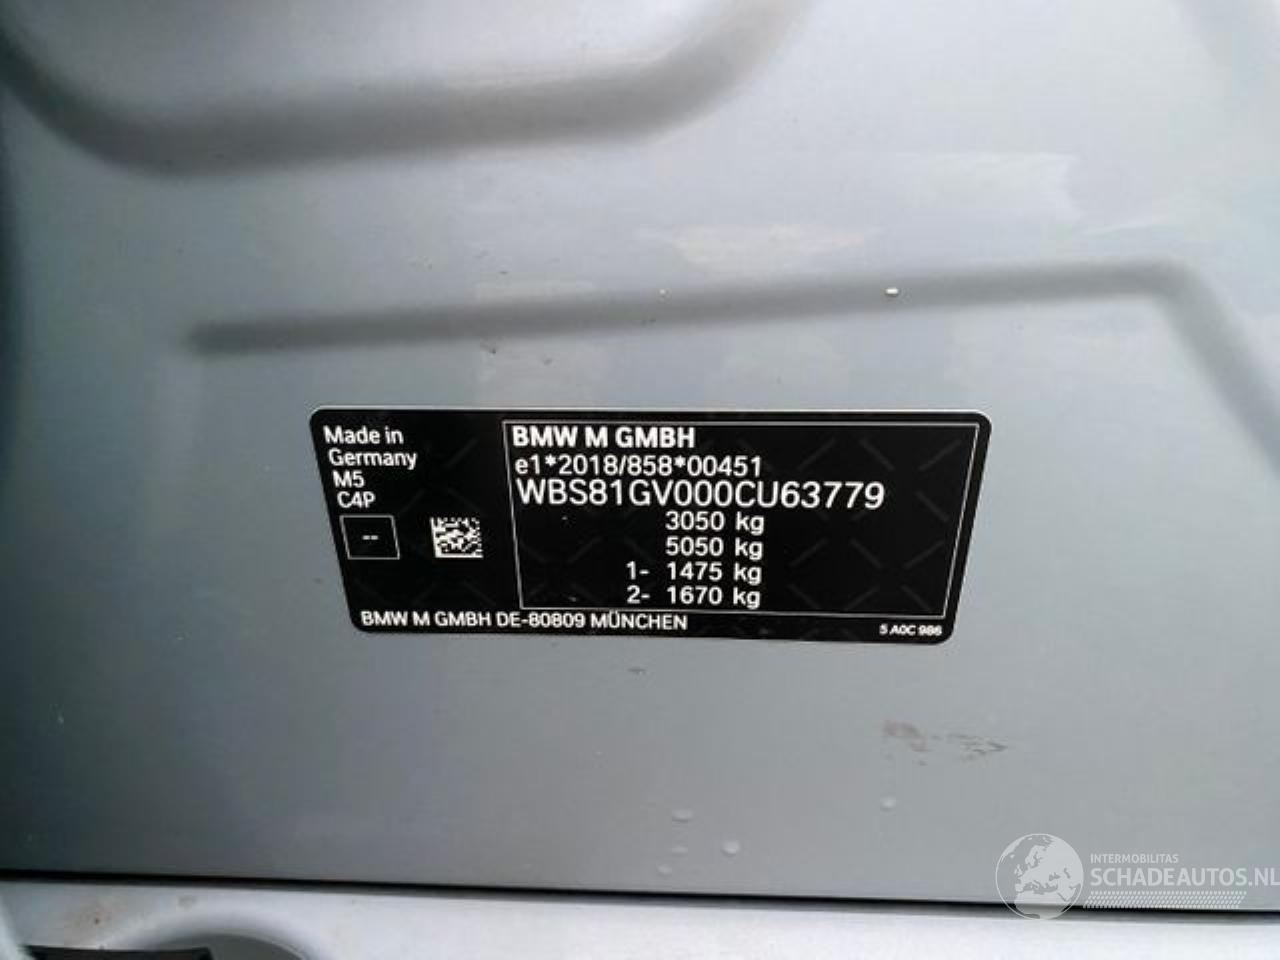 Made in
Germany
M5
C4P
--
BMW M GMBH
e1*2018/858*00451
WBS81GV000CU63779
3050 kg
5050 kg
1- 1475 kg
2- 1670 kg
BMW M GMBH DE-80809 MÜNCHEN
5 A0C 986
INTERMOBILITAS
SCHADEAUTOS.NL